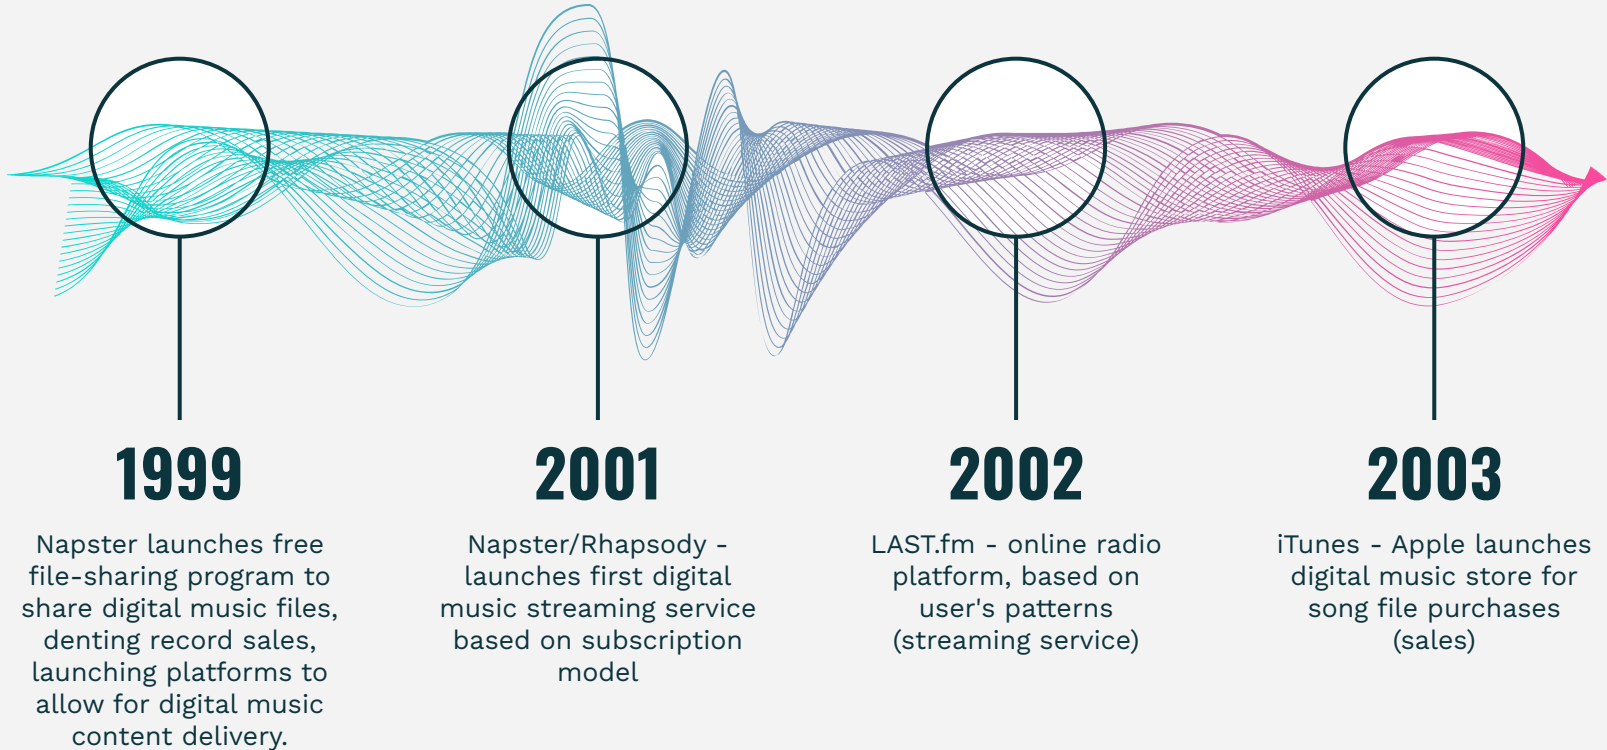 1999
Napster launches free
file-sharing program to
share digital music files,
denting record sales,
launching platforms to
allow for digital music
content delivery.
2001
Napster/Rhapsody -
launches first digital
music streaming service
based on subscription
model
2002
LAST.fm - online radio
platform, based on
user's patterns
(streaming service)
2003
iTunes - Apple launches
digital music store for
song file purchases
(sales)